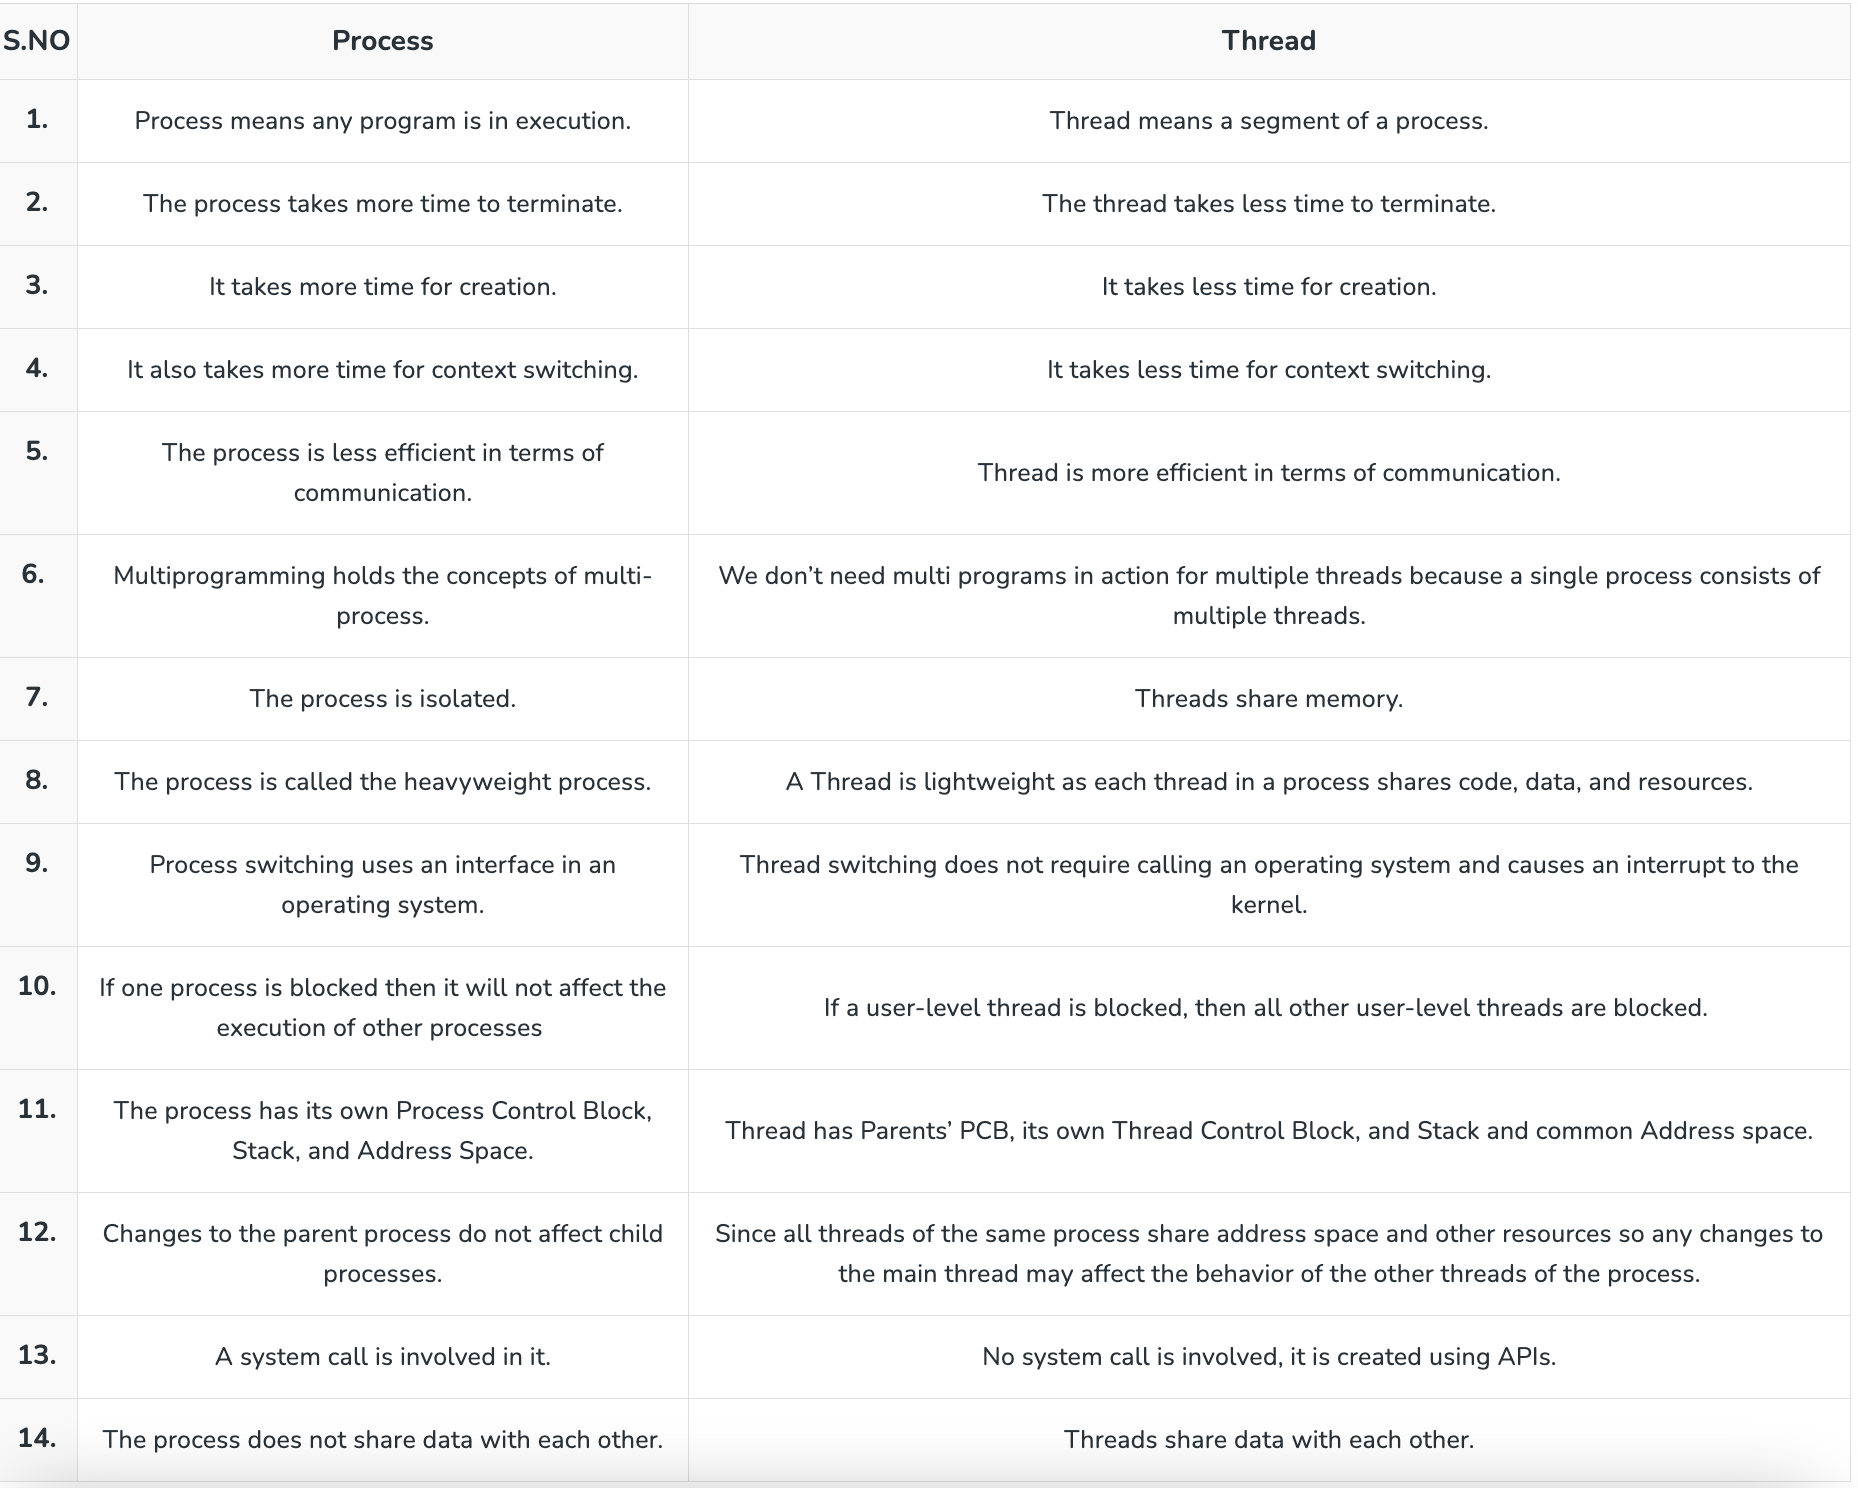 S.NO Process Thread
1. Process means any program is in execution. Thread means a segment of a process.
2. The process takes more time to terminate. The thread takes less time to terminate.
3. It takes more time for creation. It takes less time for creation.
4. It also takes more time for context switching. It takes less time for context switching.
5. The process is less efficient in terms of
communication.
Thread is more efficient in terms of communication.
6. Multiprogramming holds the concepts of multi-
process.
We don’t need multi programs in action for multiple threads because a single process consists of
multiple threads.
7. The process is isolated. Threads share memory.
8. The process is called the heavyweight process. A Thread is lightweight as each thread in a process shares code, data, and resources.
9. Process switching uses an interface in an
operating system.
Thread switching does not require calling an operating system and causes an interrupt to the
kernel.
10. If one process is blocked then it will not affect the
execution of other processes
If a user-level thread is blocked, then all other user-level threads are blocked.
11. The process has its own Process Control Block,
Stack, and Address Space.
Thread has Parents’ PCB, its own Thread Control Block, and Stack and common Address space.
12. Changes to the parent process do not affect child
processes.
Since all threads of the same process share address space and other resources so any changes to
the main thread may affect the behavior of the other threads of the process.
13. A system call is involved in it. No system call is involved, it is created using APIs.
14. The process does not share data with each other. Threads share data with each other.